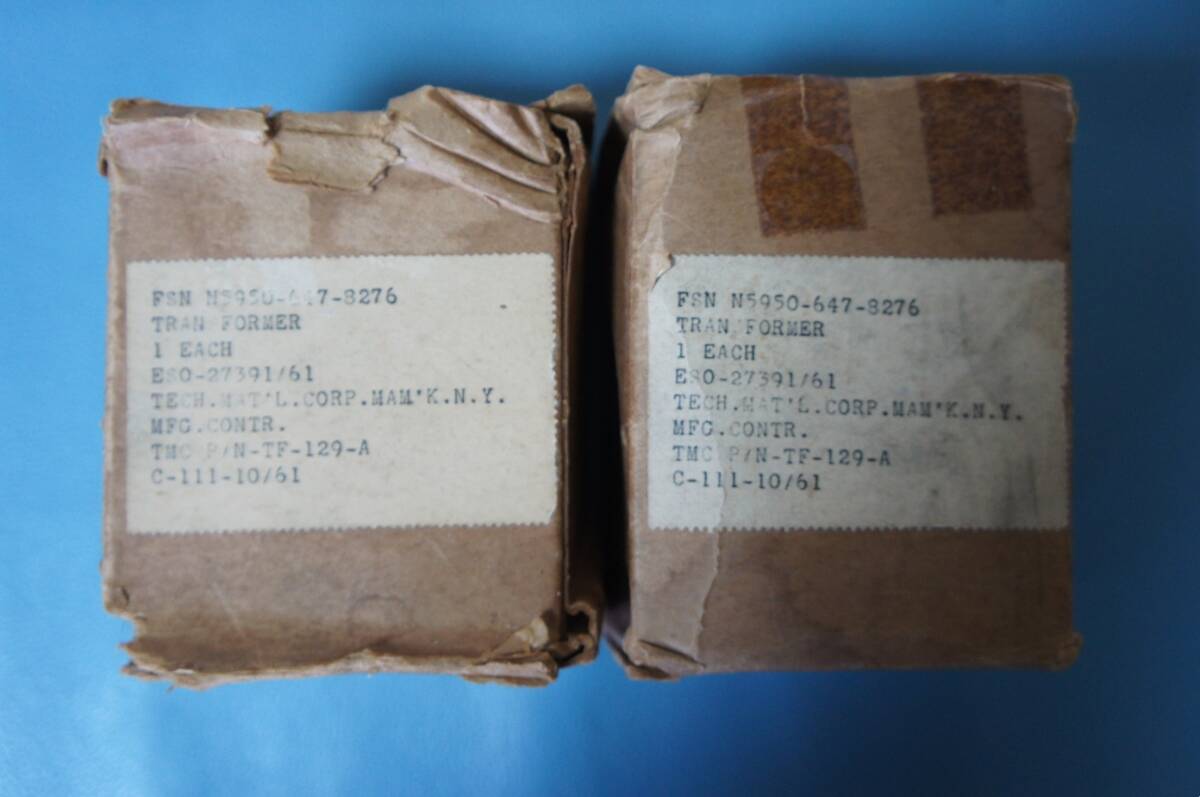 FSN N5950-647-8276
TRAN FORMER
1 EACH
ESO-27391/61
TECH.MAT'L.CORP.MAM'K.N.Y.
MFG.CONTR.
TMC P/N-TF-129-A
C-111-10/61
FSN N5950-647-8276
TRAN FORMER
1 EACH
ESO-27391/61
TECH.MAT'L.CORP.MAM'K.N.Y.
MFG.CONTR.
TMC P/N-TF-129-A
C-111-10/61